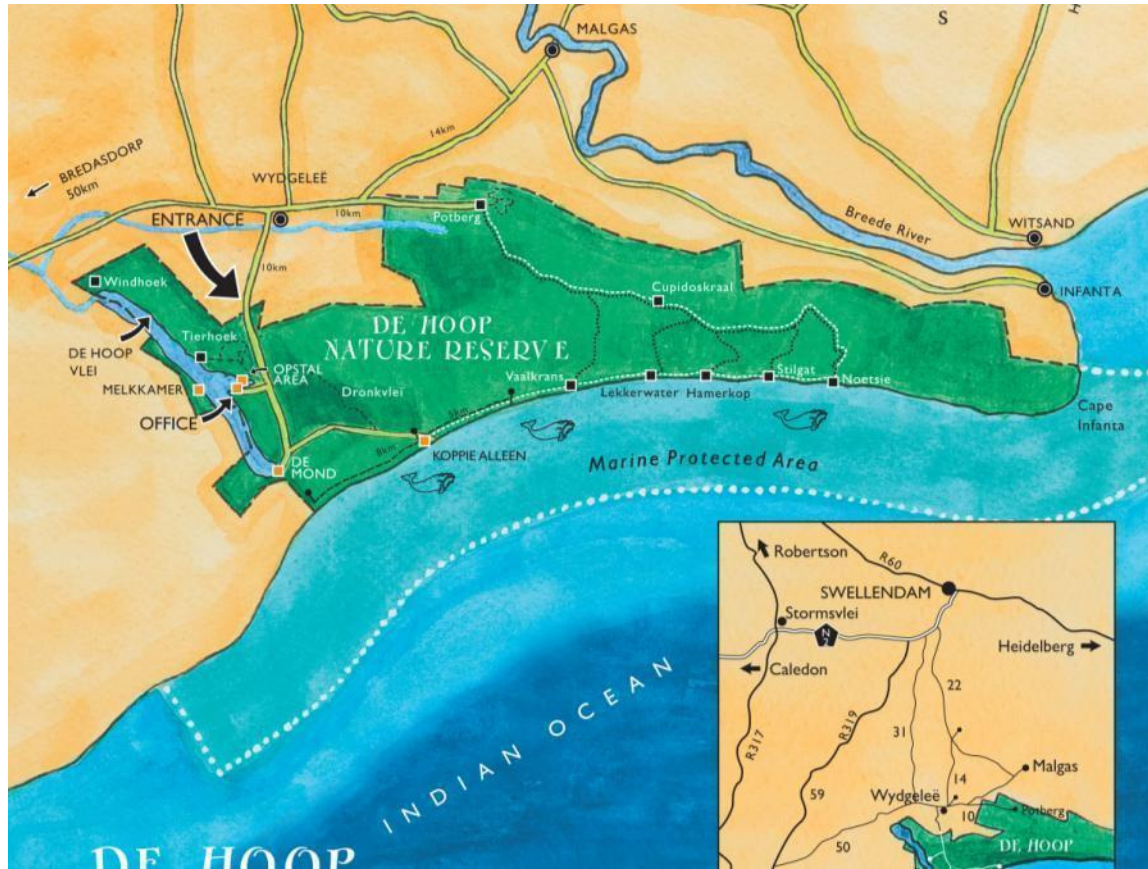 S
H
MALGAS
14km
BREDASDORP
50km
WYDGELEË
ENTRANCE
10km
Potberg
Breede River
WITSAND
10km
INFANTA
Windhoek
Cupidoskraal
DE HOOP
NATURE RESERVE
Tierhoek
DE HOOP
VLEI
OPSTAL
AREA
MELKKAMER
Dronkvlei
Vaalkrans
Lekkerwater
Hamerkop
Stilgat
Noetsie
5km
OFFICE
Cape
Infanta
8km
KOPPIE ALLEEN
DE
MOND
Marine Protected Area
INDIAN OCEAN
DE HOOP
Robertson
R60
SWELLENDAM
Stormsvlei
N
2
Heidelberg
Caledon
22
R317
R319
31
59
Malgas
14
Wydgeleë
10
Potberg
50
DE HOOP